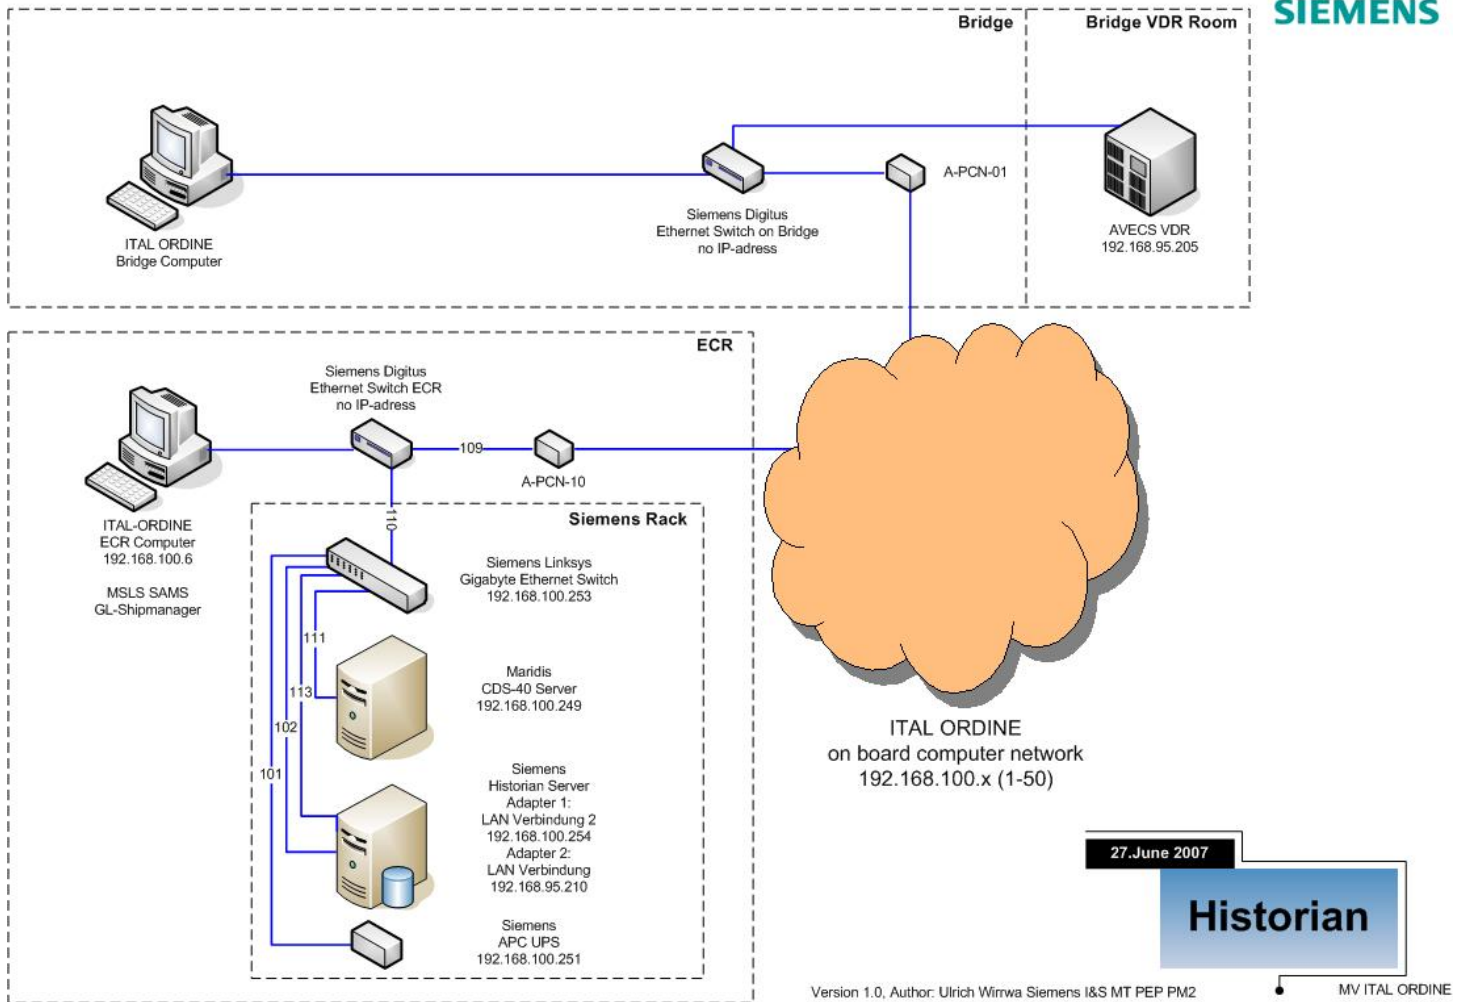 SIEMENS
Bridge
Bridge VDR Room
A-PCN-01
Siemens Digitus
Ethernet Switch on Bridge
no IP-adress
ITAL ORDINE
Bridge Computer
AVECS VDR
192.168.95.205
ECR
Siemens Digitus
Ethernet Switch ECR
no IP-adress
109
A-PCN-10
110
ITAL-ORDINE
ECR Computer
192.168.100.6
MSLS SAMS
GL-Shipmanager
Siemens Rack
Siemens Linksys
Gigabyte Ethernet Switch
192.168.100.253
111
113
102
101
Maridis
CDS-40 Server
192.168.100.249
Siemens
Historian Server
Adapter 1:
LAN Verbindung 2
192.168.100.254
Adapter 2:
LAN Verbindung
192.168.95.210
Siemens
APC UPS
192.168.100.251
ITAL ORDINE
on board computer network
192.168.100.x (1-50)
27.June 2007
Historian
Version 1.0, Author: Ulrich Wirrwa Siemens I&S MT PEP PM2
MV ITAL ORDINE